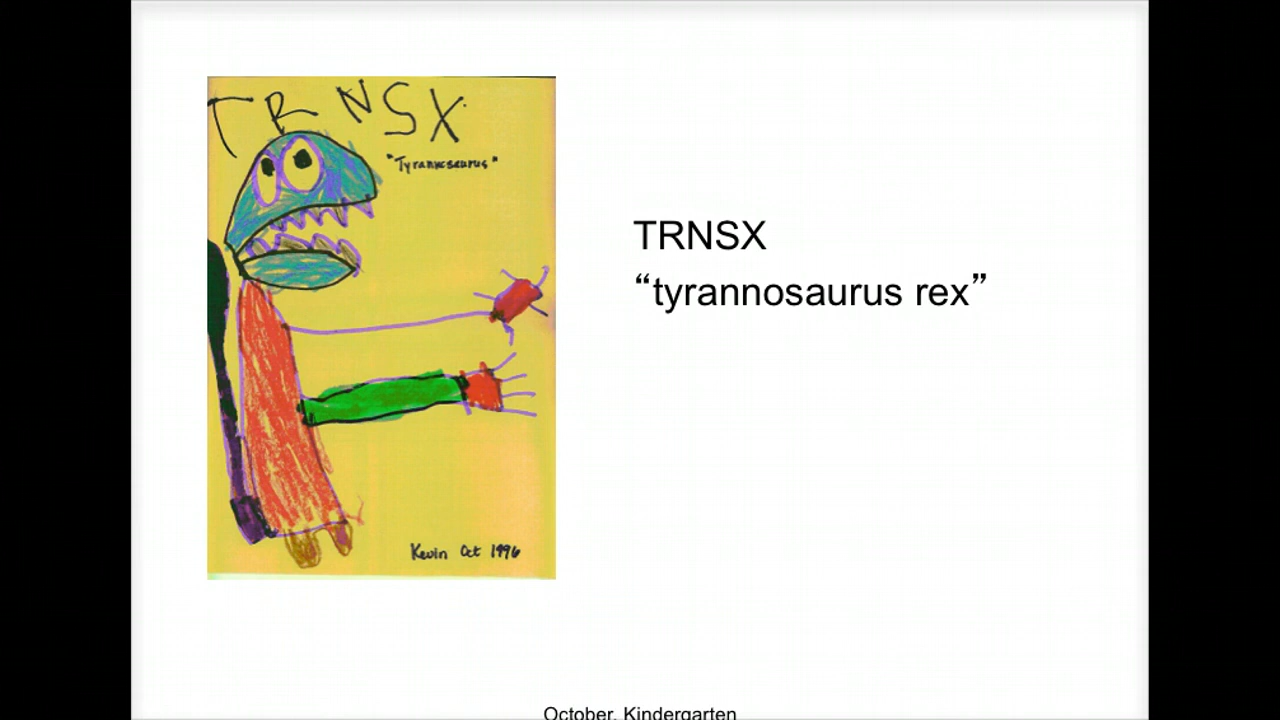 TRNSX
"Tyrannosaurus"
Kevin Oct 1996
TRNSX
“tyrannosaurus rex”
October, Kindergarten